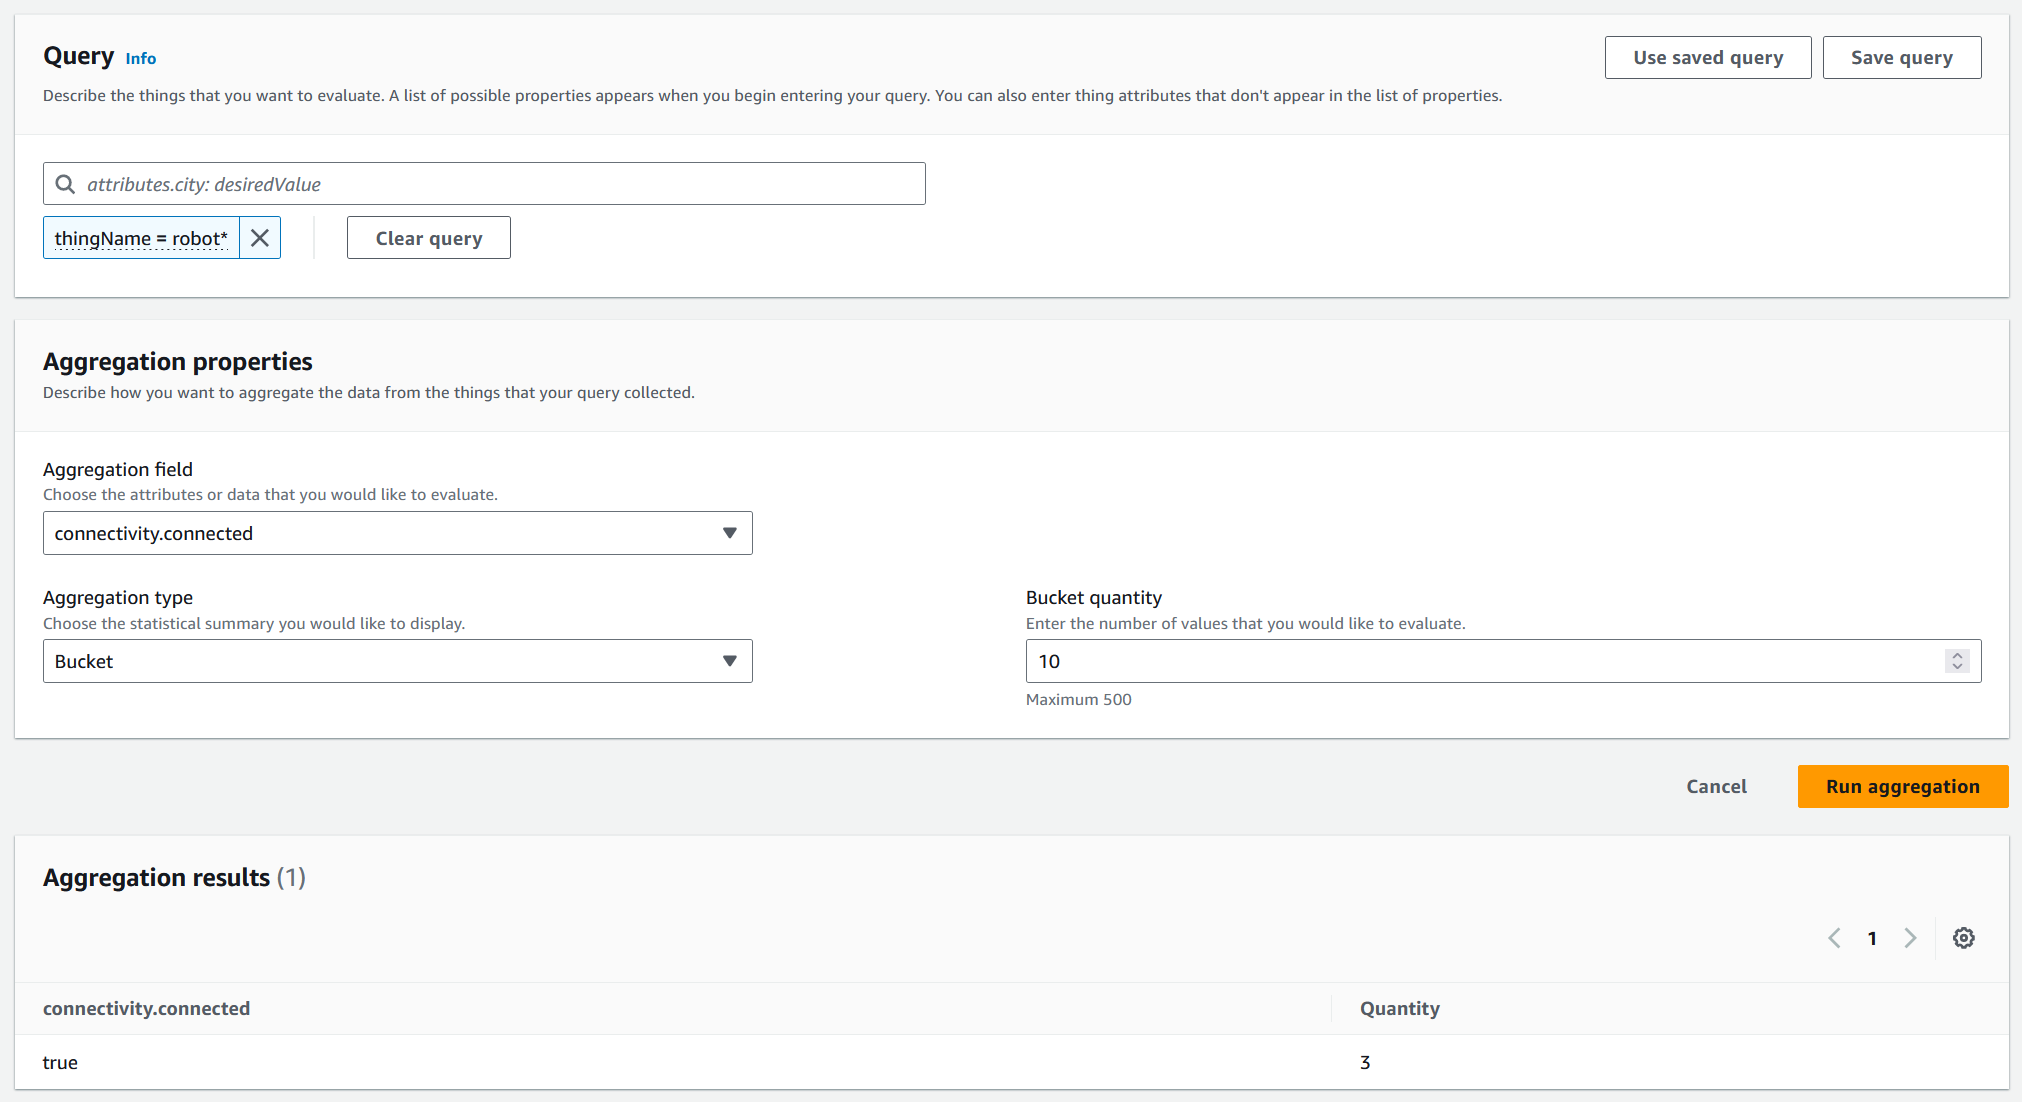 Query Info
Use saved query
Save query
Describe the things that you want to evaluate. A list of possible properties appears when you begin entering your query. You can also enter thing attributes that don't appear in the list of properties.
attributes.city: desiredValue
thingName = robot*
Clear query
Aggregation properties
Describe how you want to aggregate the data from the things that your query collected.
Aggregation field
Choose the attributes or data that you would like to evaluate.
connectivity.connected
Aggregation type
Choose the statistical summary you would like to display.
Bucket
Bucket quantity
Enter the number of values that you would like to evaluate.
10
Maximum 500
Cancel
Run aggregation
Aggregation results (1)
1
connectivity.connected Quantity
true 3